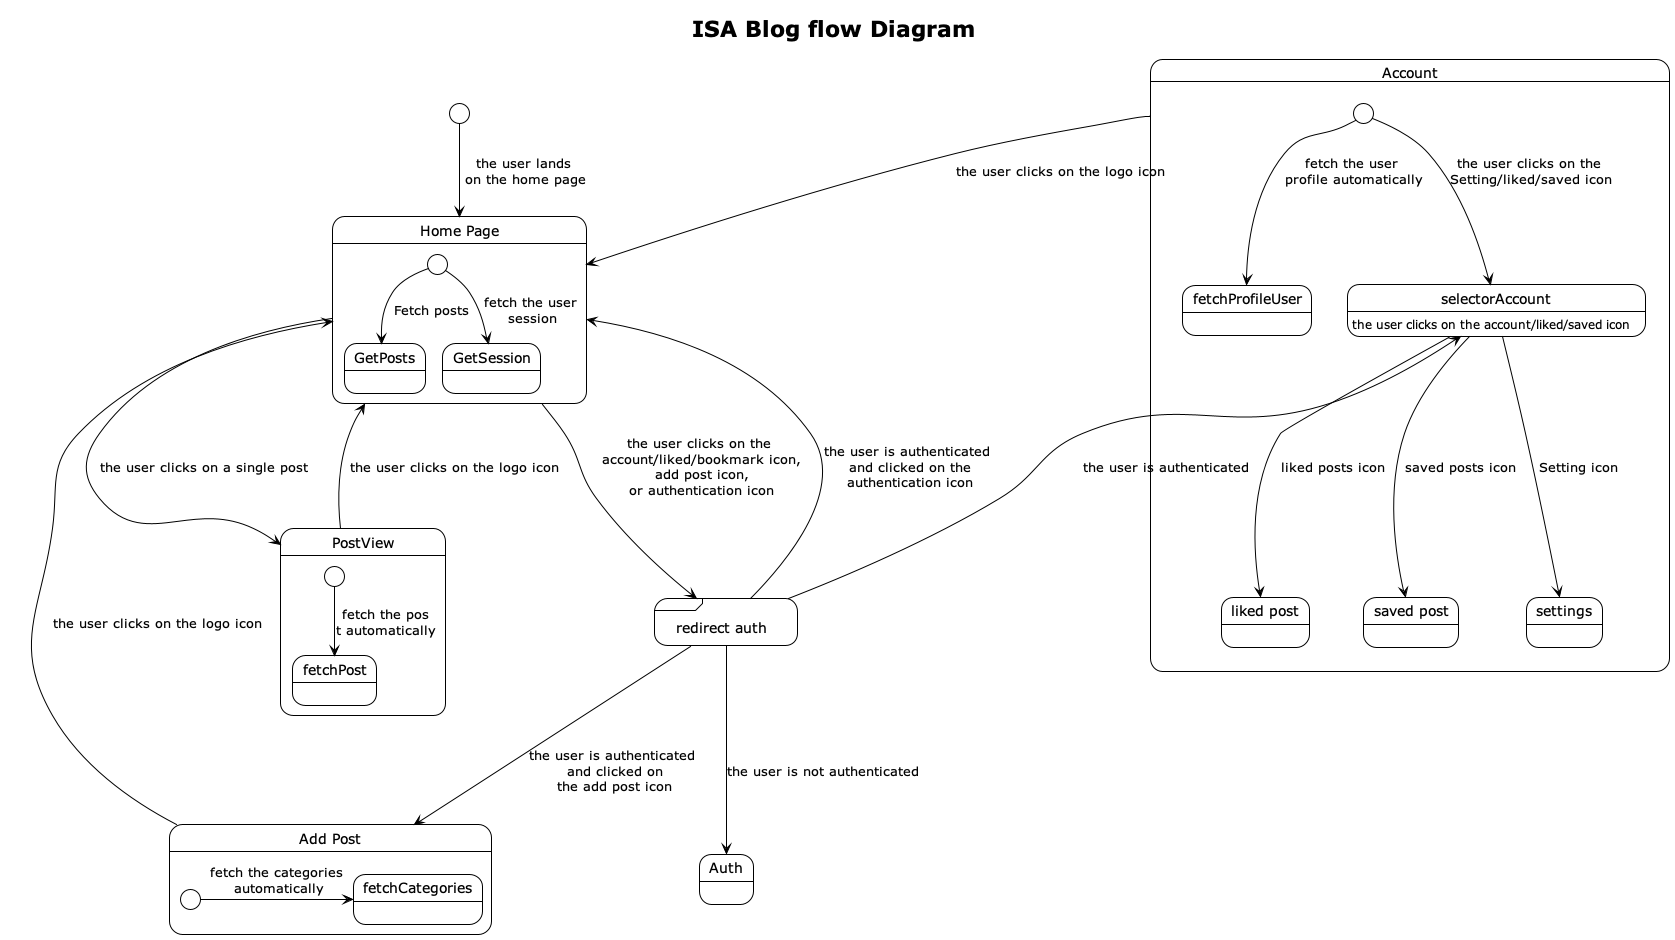 ISA Blog flow Diagram
Account
the user lands
on the home page
the user clicks on the logo icon
fetch the user
profile automatically
the user clicks on the
Setting/liked/saved icon
Home Page
Fetch posts
fetch the user
session
GetPosts
GetSession
fetchProfileUser
selectorAccount
the user clicks on the account/liked/saved icon
the user clicks on a single post
the user clicks on the logo icon
the user clicks on the
account/liked/bookmark icon,
add post icon,
or authentication icon
the user is authenticated
and clicked on the
authentication icon
the user is authenticated
liked posts icon
saved posts icon
Setting icon
PostView
fetch the pos
t automatically
fetchPost
the user clicks on the logo icon
redirect auth
liked post
saved post
settings
the user is authenticated
and clicked on
the add post icon
the user is not authenticated
Add Post
fetch the categories
automatically
fetchCategories
Auth